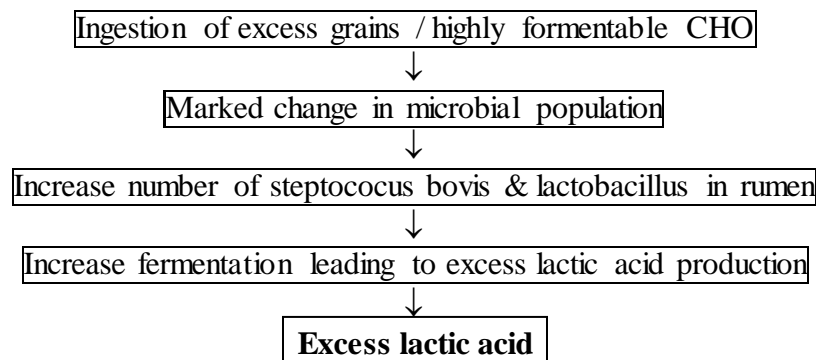 Ingestion of excess grains / highly formentable CHO
↓
Marked change in microbial population
↓
Increase number of steptococus bovis & lactobacillus in rumen
↓
Increase fermentation leading to excess lactic acid production
↓
Excess lactic acid